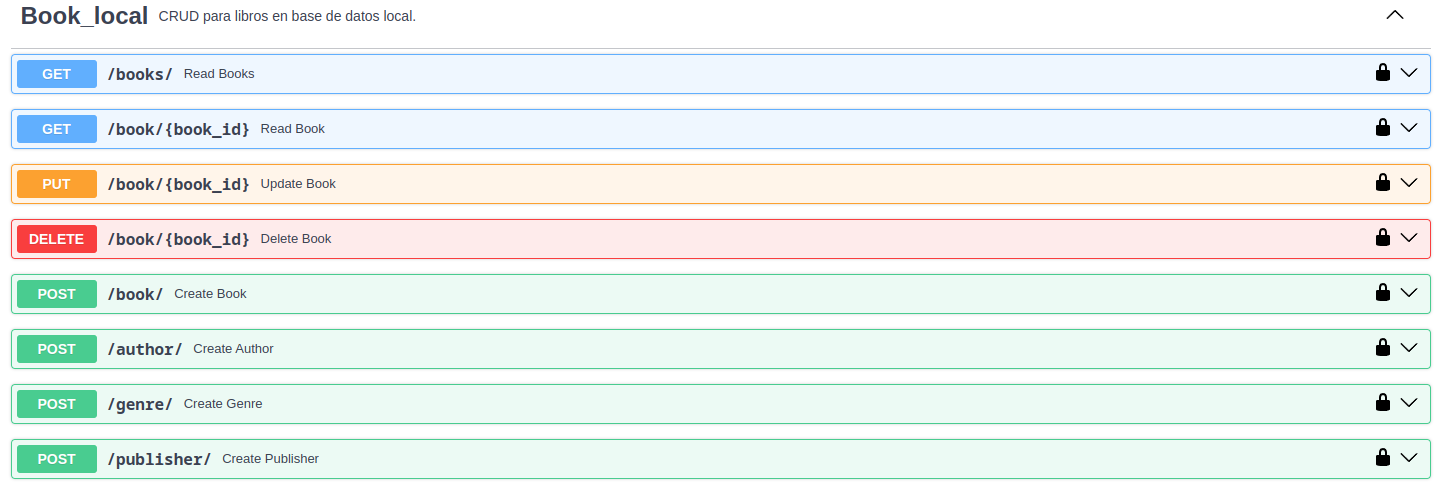 Book_local CRUD para libros en base de datos local.
GET /books/ Read Books
GET /book/{book_id} Read Book
PUT /book/{book_id} Update Book
DELETE /book/{book_id} Delete Book
POST /book/ Create Book
POST /author/ Create Author
POST /genre/ Create Genre
POST /publisher/ Create Publisher